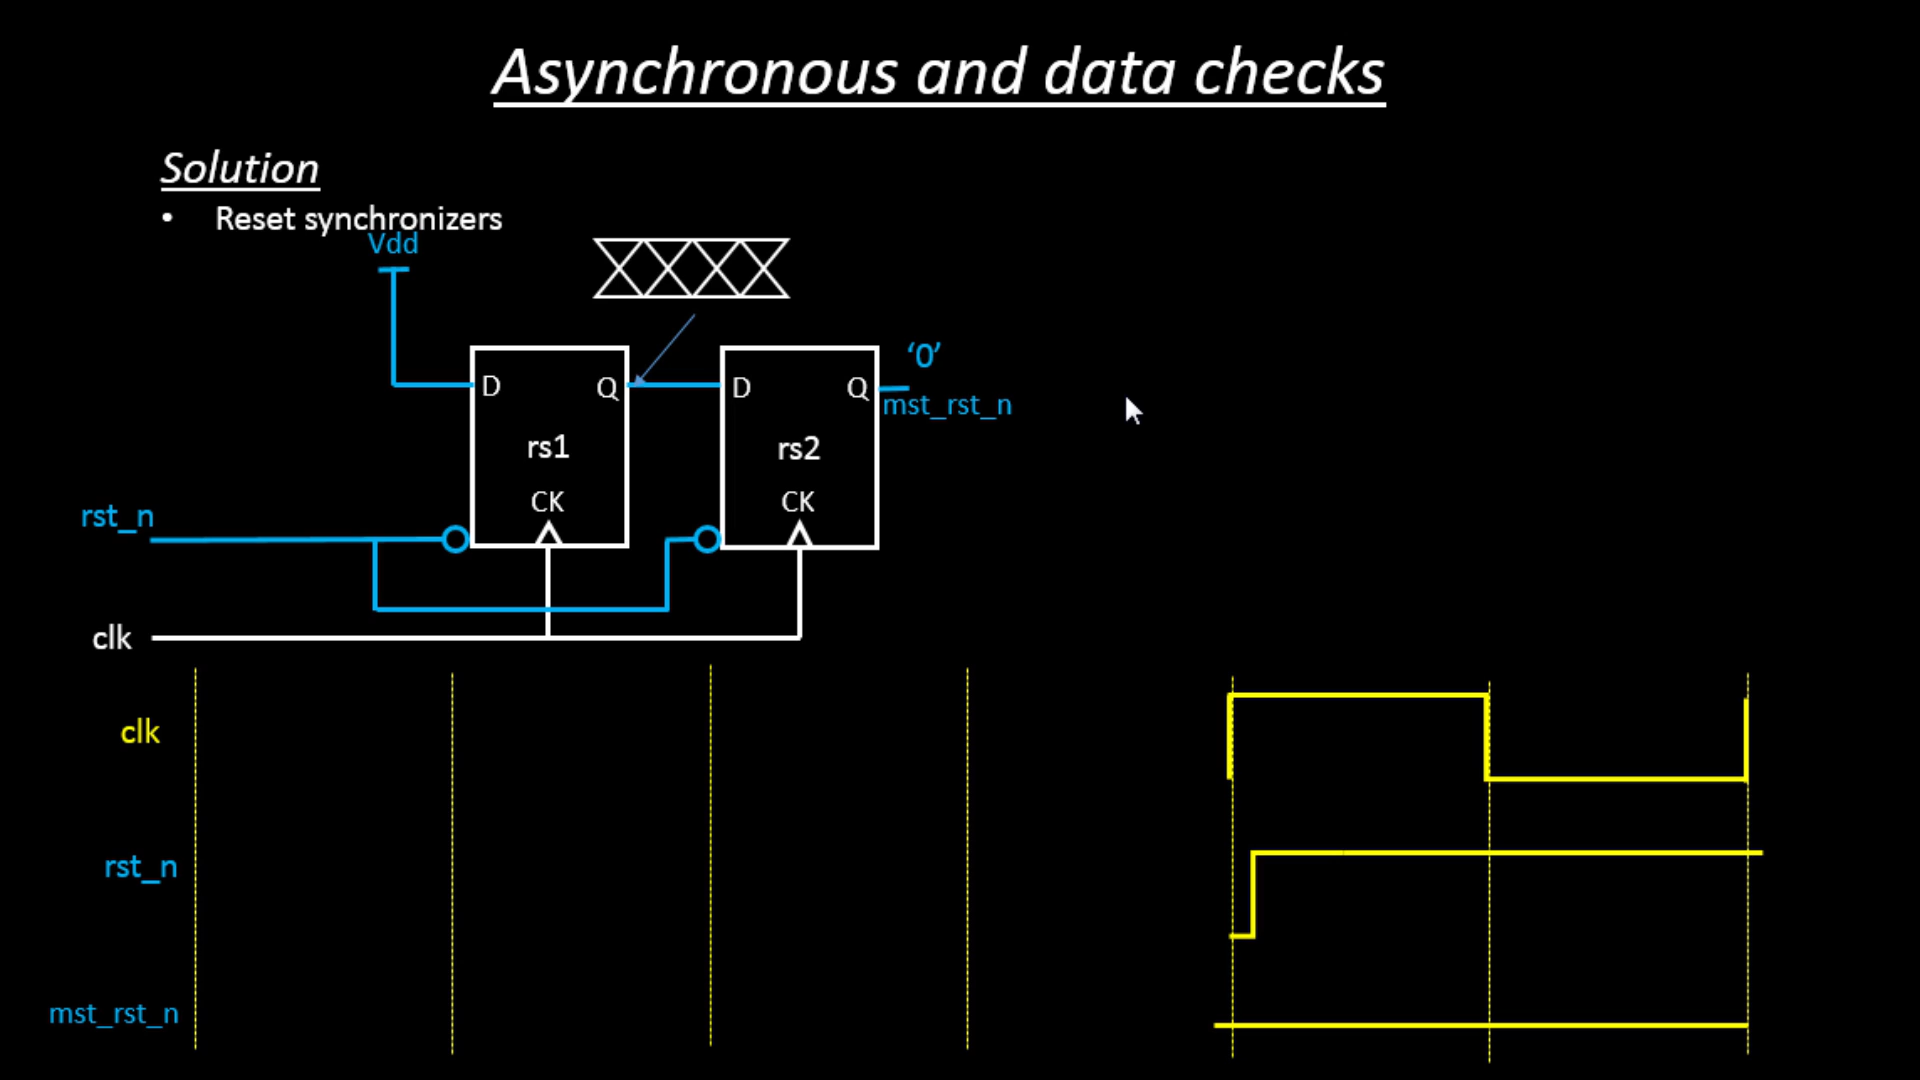 Asynchronous and data checks
Solution
• Reset synchronizers
Vdd
D Q D Q ‘0’
mst_rst_n
rs1 rs2
CK CK
rst_n
clk
clk
rst_n
mst_rst_n